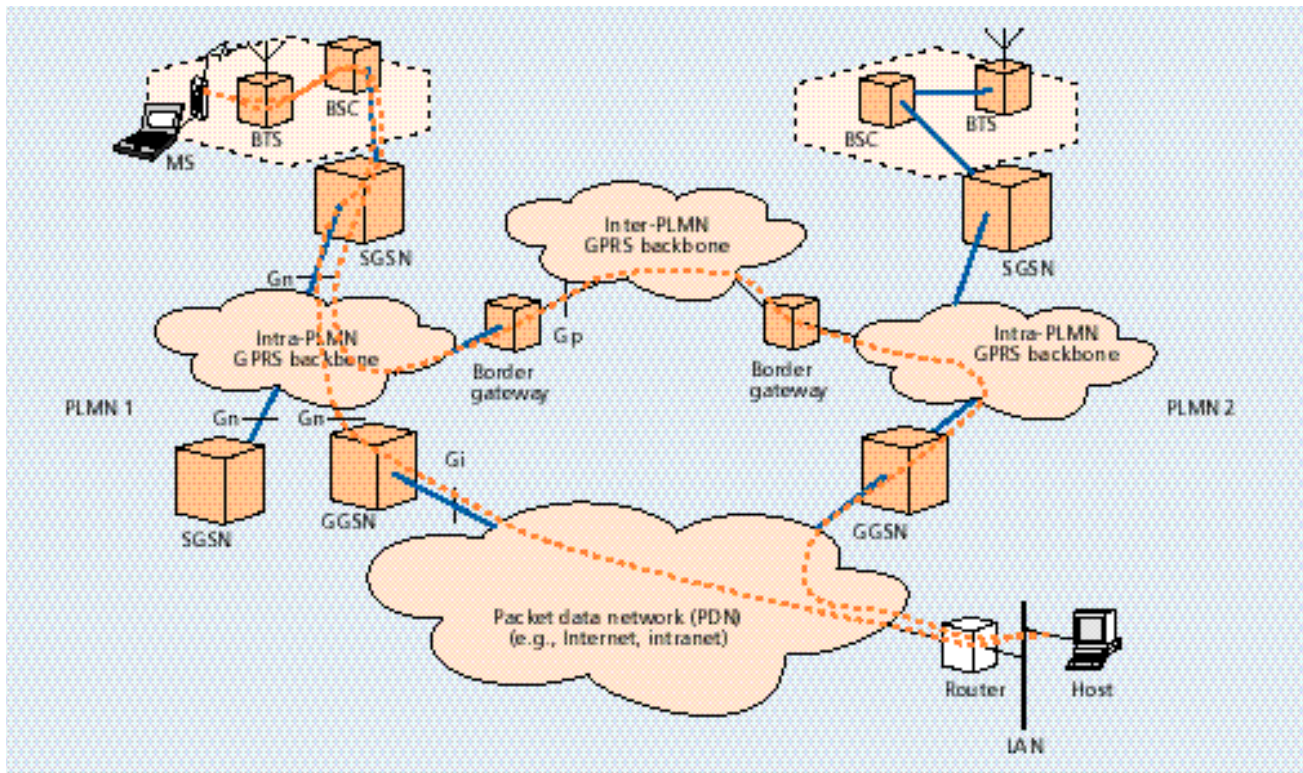 BSC
BTS
MS
SGSN
Gn
Intra-PLMN
GPRS backbone
PLMN 1
Gn
Gn
SGSN
GGSN
Gi
Border
gateway
Gp
Inter-PLMN
GPRS backbone
Border
gateway
BSC
BTS
SGSN
Intra-PLMN
GPRS backbone
PLMN 2
GGSN
Packet data network (PDN)
(e.g., Internet, intranet)
Router
Host
LAN